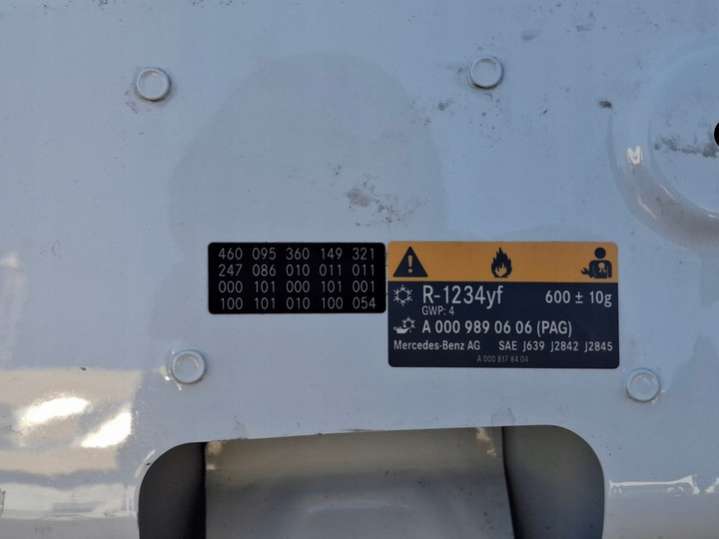 460 095 360 149 321
247 086 010 011 011
000 101 000 101 001
100 101 010 100 054
R-1234yf 600 ± 10g
GWP: 4
A 000 989 06 06 (PAG)
Mercedes-Benz AG SAE J639 J2842 J2845
A 000 817 84 04